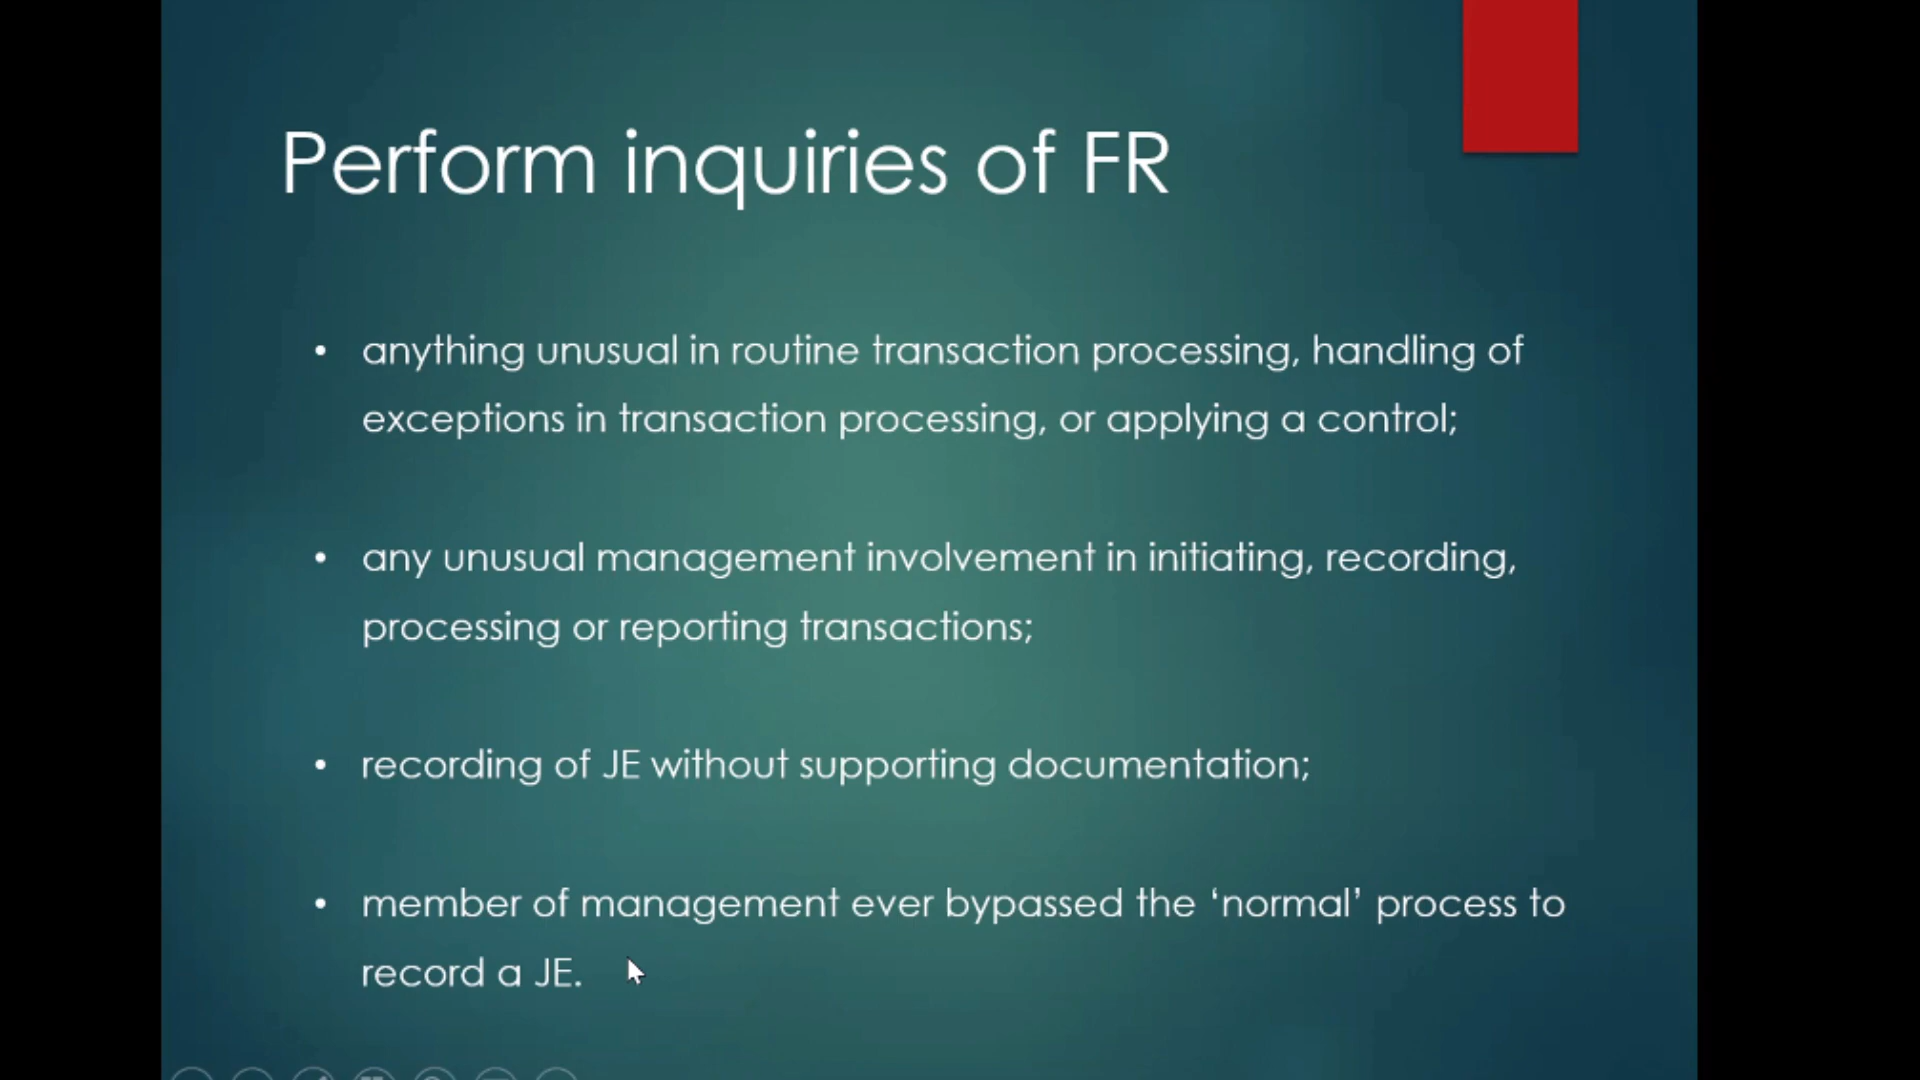 Perform inquiries of FR
• anything unusual in routine transaction processing, handling of
exceptions in transaction processing, or applying a control;
• any unusual management involvement in initiating, recording,
processing or reporting transactions;
• recording of JE without supporting documentation;
• member of management ever bypassed the ‘normal’ process to
record a JE.